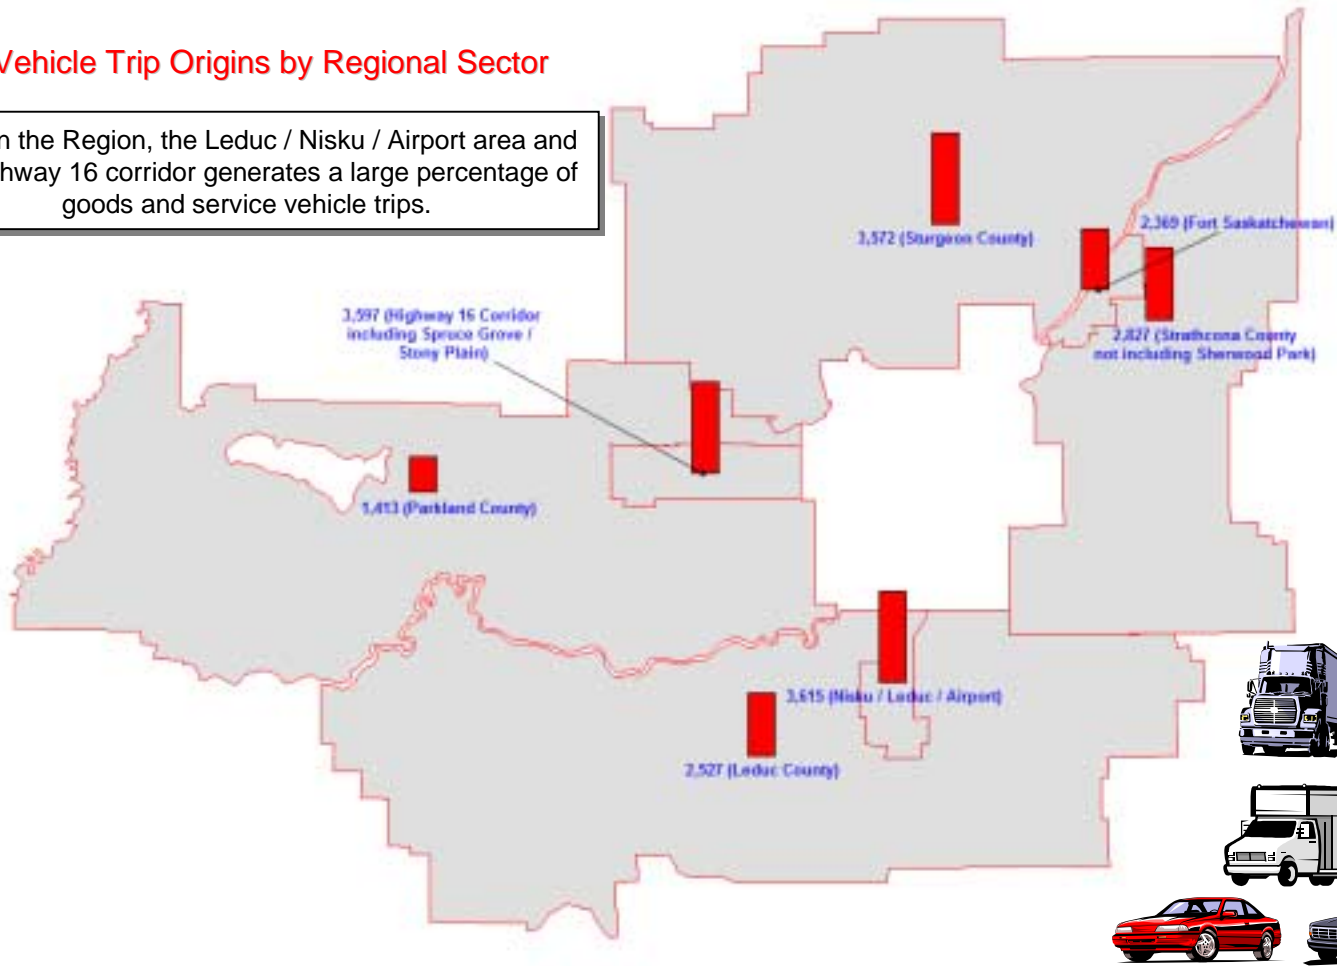 Vehicle Trip Origins by Regional Sector
n the Region, the Leduc / Nisku / Airport area and
hway 16 corridor generates a large percentage of
goods and service vehicle trips.
3,572 (Sturgeon County)
2,369 (Fort Saskatchewan)
3,597 (Highway 16 Corridor
including Spruce Grove /
Stony Plain)
2,827 (Strathcona County
not including Sherwood Park)
1,413 (Parkland County)
3,615 (Nisku / Leduc / Airport)
2,527 (Leduc County)